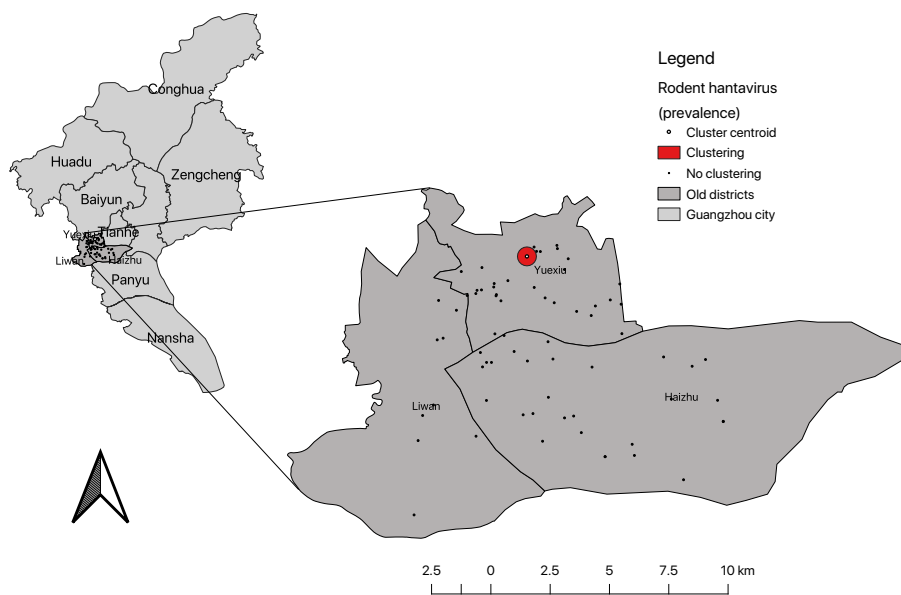 Conghua
Huadu
Zengcheng
Baiyun
Yuexiu
Tianhe
Liwan
Haizhu
Panyu
Nansha
Legend
Rodent hantavirus
(prevalence)
Cluster centroid
Clustering
No clustering
Old districts
Guangzhou city
Yuexiu
Liwan
Haizhu
2.5 0 2.5 5 7.5 10 km